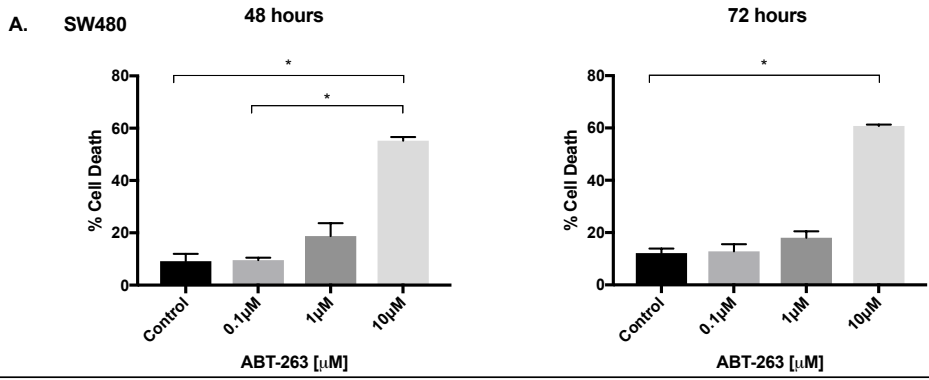 A. SW480
48 hours
72 hours
*
*
80
60
40
20
0
% Cell Death
Control
0.1µM
1µM
10µM
ABT-263 [µM]
*
80
60
40
20
0
% Cell Death
Control
0.1µM
1µM
10µM
ABT-263 [µM]